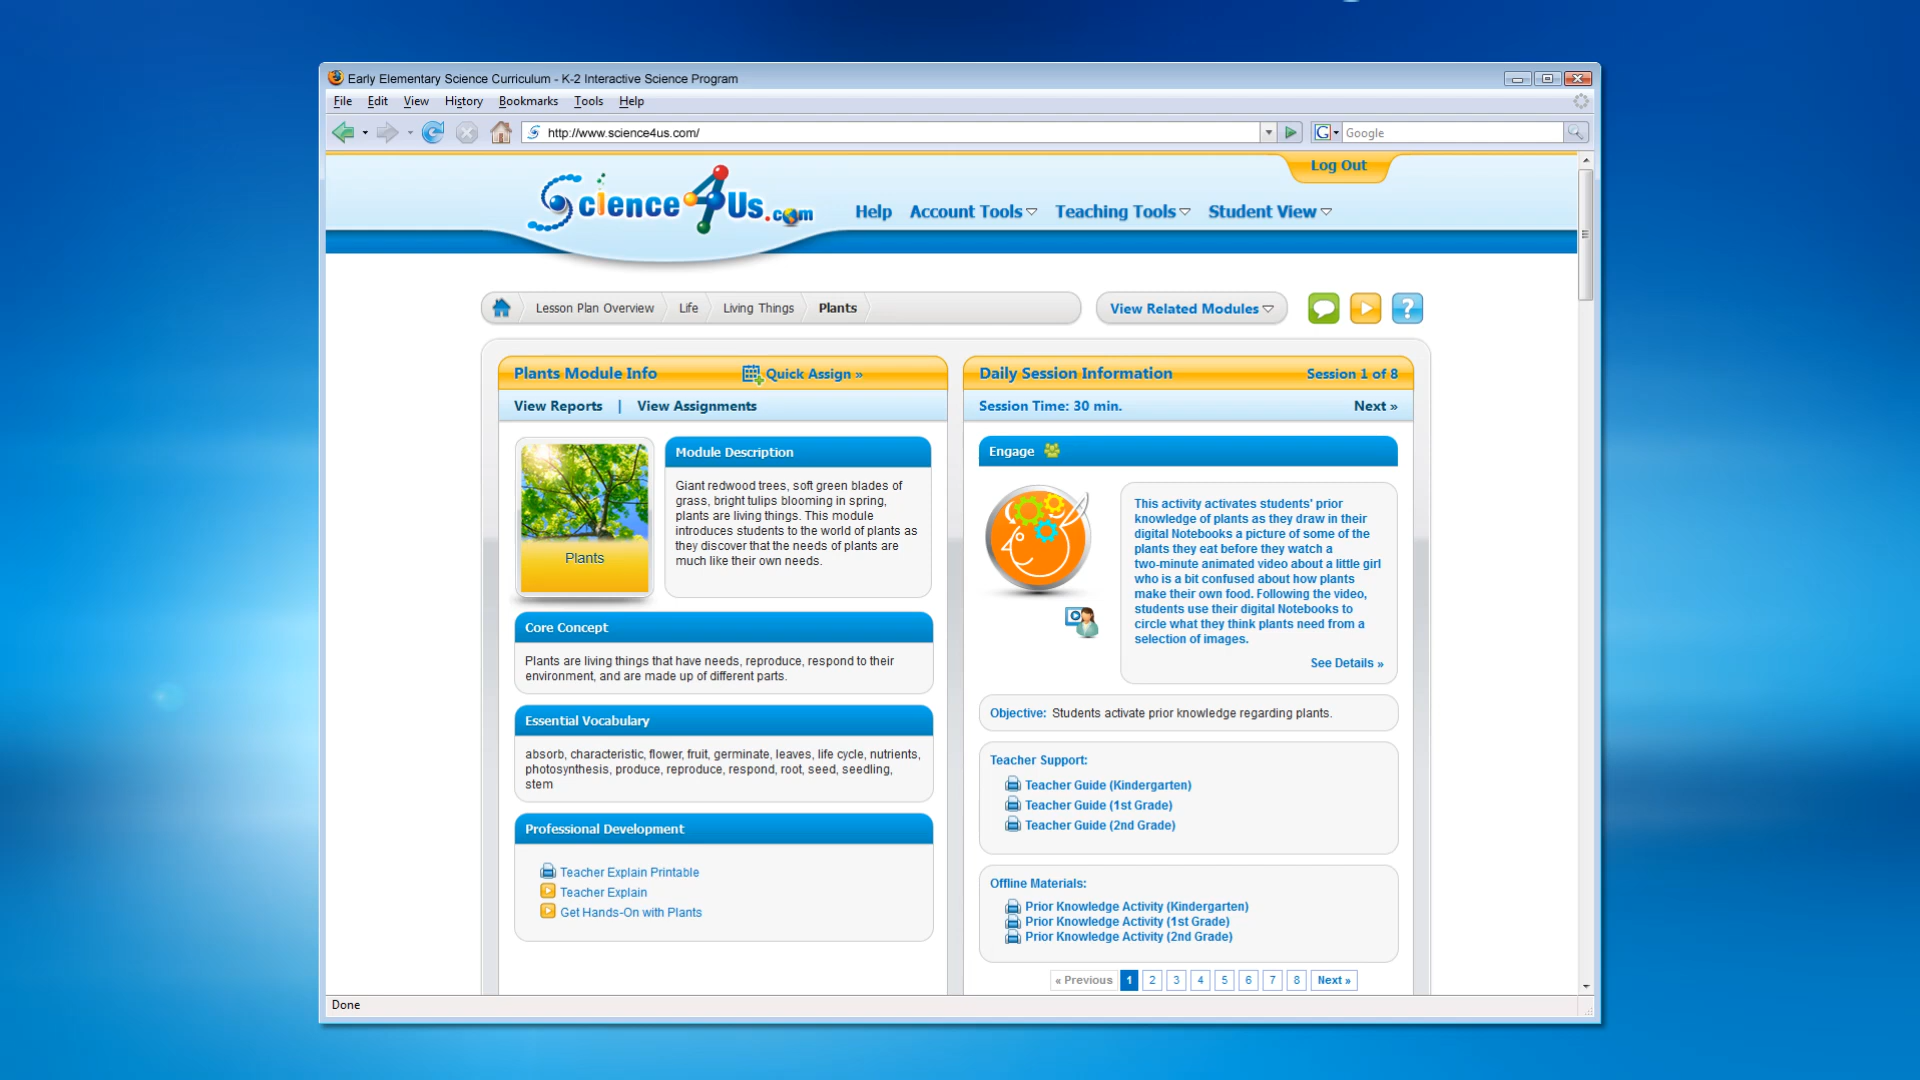 Early Elementary Science Curriculum - K-2 Interactive Science Program
File Edit View History Bookmarks Tools Help
http://www.science4us.com/
G Google
Log Out
Science4Us.com
Help Account Tools Teaching Tools Student View
Lesson Plan Overview Life Living Things Plants
View Related Modules
?
Plants Module Info Quick Assign »
View Reports | View Assignments
Plants
Module Description
Giant redwood trees, soft green blades of
grass, bright tulips blooming in spring,
plants are living things. This module
introduces students to the world of plants as
they discover that the needs of plants are
much like their own needs.
Core Concept
Plants are living things that have needs, reproduce, respond to their
environment, and are made up of different parts.
Essential Vocabulary
absorb, characteristic, flower, fruit, germinate, leaves, life cycle, nutrients,
photosynthesis, produce, reproduce, respond, root, seed, seedling,
stem
Professional Development
Teacher Explain Printable
Teacher Explain
Get Hands-On with Plants
Daily Session Information Session 1 of 8
Session Time: 30 min. Next »
Engage
This activity activates students' prior
knowledge of plants as they draw in their
digital Notebooks a picture of some of the
plants they eat before they watch a
two-minute animated video about a little girl
who is a bit confused about how plants
make their own food. Following the video,
students use their digital Notebooks to
circle what they think plants need from a
selection of images.
See Details »
Objective: Students activate prior knowledge regarding plants.
Teacher Support:
Teacher Guide (Kindergarten)
Teacher Guide (1st Grade)
Teacher Guide (2nd Grade)
Offline Materials:
Prior Knowledge Activity (Kindergarten)
Prior Knowledge Activity (1st Grade)
Prior Knowledge Activity (2nd Grade)
« Previous 1 2 3 4 5 6 7 8 Next »
Done